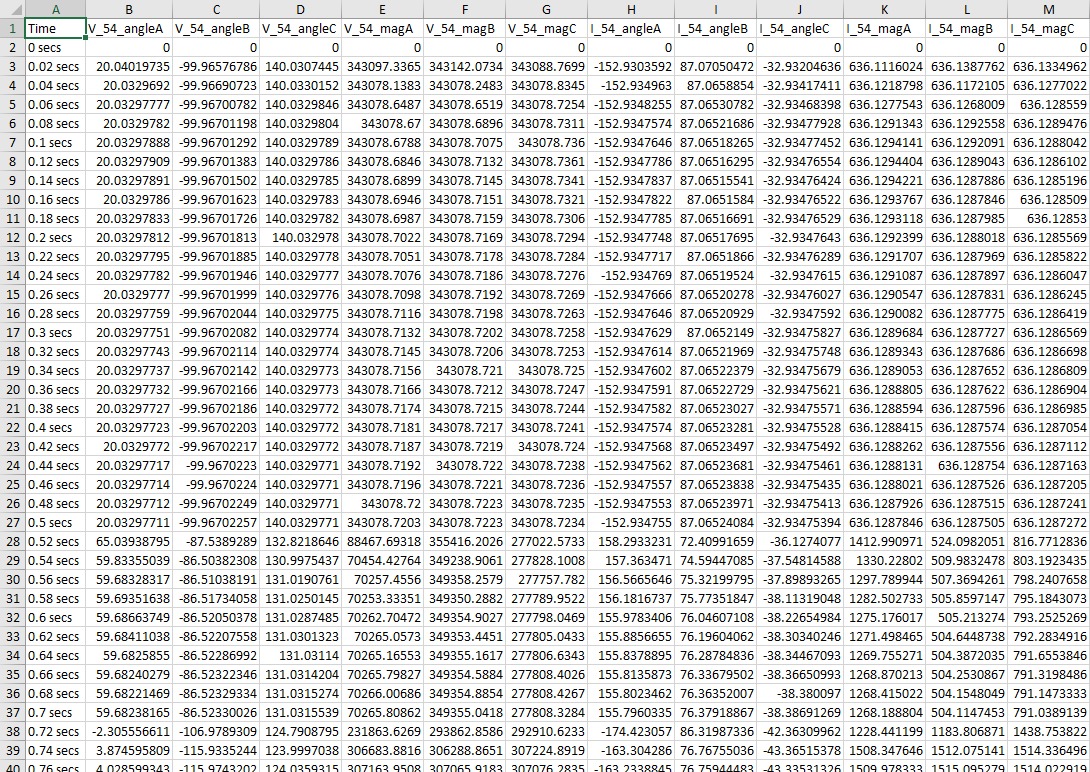 A B C D E F G H I J K L M
1 Time V_54_angleA V_54_angleB V_54_angleC V_54_magA V_54_magB V_54_magC I_54_angleA I_54_angleB I_54_angleC I_54_magA I_54_magB I_54_magC
2 0 secs 0 0 0 0 0 0 0 0 0 0 0 0
3 0.02 secs 20.04019735 -99.96576786 140.0307445 343097.3365 343142.0734 343088.7699 -152.9303592 87.07050472 -32.93204636 636.1116024 636.1387762 636.1334962
4 0.04 secs 20.0329692 -99.96690723 140.0330152 343078.1383 343078.2483 343078.8345 -152.934963 87.0658854 -32.93417411 636.1218798 636.1172105 636.1277022
5 0.06 secs 20.03297777 -99.96700782 140.0329846 343078.6487 343078.6519 343078.7254 -152.9348255 87.06530782 -32.93468398 636.1277543 636.1268009 636.128559
6 0.08 secs 20.0329782 -99.96701198 140.0329804 343078.67 343078.6896 343078.7311 -152.9347574 87.06521686 -32.93477928 636.1291343 636.1292558 636.1289476
7 0.1 secs 20.03297888 -99.96701292 140.0329789 343078.6788 343078.7075 343078.736 -152.9347646 87.06518265 -32.93477452 636.1294141 636.1292091 636.1288042
8 0.12 secs 20.03297909 -99.96701383 140.0329786 343078.6846 343078.7132 343078.7361 -152.9347786 87.06516295 -32.93476554 636.1294404 636.1289043 636.1286102
9 0.14 secs 20.03297891 -99.96701502 140.0329785 343078.6899 343078.7145 343078.7341 -152.9347837 87.06515541 -32.93476424 636.1294221 636.1287886 636.1285196
10 0.16 secs 20.0329786 -99.96701623 140.0329783 343078.6946 343078.7151 343078.7321 -152.9347822 87.0651584 -32.93476522 636.1293767 636.1287846 636.128509
11 0.18 secs 20.03297833 -99.96701726 140.0329782 343078.6987 343078.7159 343078.7306 -152.9347785 87.06516691 -32.93476529 636.1293118 636.1287985 636.12853
12 0.2 secs 20.03297812 -99.96701813 140.032978 343078.7022 343078.7169 343078.7294 -152.9347748 87.06517695 -32.9347643 636.1292399 636.1288018 636.1285569
13 0.22 secs 20.03297795 -99.96701885 140.0329778 343078.7051 343078.7178 343078.7284 -152.9347717 87.0651866 -32.93476289 636.1291707 636.1287969 636.1285822
14 0.24 secs 20.03297782 -99.96701946 140.0329777 343078.7076 343078.7186 343078.7276 -152.934769 87.06519524 -32.9347615 636.1291087 636.1287897 636.1286047
15 0.26 secs 20.0329777 -99.96701999 140.0329776 343078.7098 343078.7192 343078.7269 -152.9347666 87.06520278 -32.93476027 636.1290547 636.1287831 636.1286245
16 0.28 secs 20.03297759 -99.96702044 140.0329775 343078.7116 343078.7198 343078.7263 -152.9347646 87.06520929 -32.9347592 636.1290082 636.1287775 636.1286419
17 0.3 secs 20.03297751 -99.96702082 140.0329774 343078.7132 343078.7202 343078.7258 -152.9347629 87.0652149 -32.93475827 636.1289684 636.1287727 636.1286569
18 0.32 secs 20.03297743 -99.96702114 140.0329774 343078.7145 343078.7206 343078.7253 -152.9347614 87.06521969 -32.93475748 636.1289343 636.1287686 636.1286698
19 0.34 secs 20.03297737 -99.96702142 140.0329773 343078.7156 343078.721 343078.725 -152.9347602 87.06522379 -32.93475679 636.1289053 636.1287652 636.1286809
20 0.36 secs 20.03297732 -99.96702166 140.0329773 343078.7166 343078.7212 343078.7247 -152.9347591 87.06522729 -32.93475621 636.1288805 636.1287622 636.1286904
21 0.38 secs 20.03297727 -99.96702186 140.0329772 343078.7174 343078.7215 343078.7244 -152.9347582 87.06523027 -32.93475571 636.1288594 636.1287596 636.1286985
22 0.4 secs 20.03297723 -99.96702203 140.0329772 343078.7181 343078.7217 343078.7241 -152.9347574 87.06523281 -32.93475528 636.1288415 636.1287574 636.1287054
23 0.42 secs 20.0329772 -99.96702217 140.0329772 343078.7187 343078.7219 343078.724 -152.9347568 87.06523497 -32.93475492 636.1288262 636.1287556 636.1287112
24 0.44 secs 20.03297717 -99.9670223 140.0329771 343078.7192 343078.722 343078.7238 -152.9347562 87.06523681 -32.93475461 636.1288131 636.128754 636.1287163
25 0.46 secs 20.03297714 -99.9670224 140.0329771 343078.7196 343078.7221 343078.7236 -152.9347557 87.06523838 -32.93475435 636.1288021 636.1287526 636.1287205
26 0.48 secs 20.03297712 -99.96702249 140.0329771 343078.72 343078.7223 343078.7235 -152.9347553 87.06523971 -32.93475413 636.1287926 636.1287515 636.1287241
27 0.5 secs 20.03297711 -99.96702257 140.0329771 343078.7203 343078.7223 343078.7234 -152.934755 87.06524084 -32.93475394 636.1287846 636.1287505 636.1287272
28 0.52 secs 65.03938795 -87.5389289 132.8218646 88467.69318 355416.2026 277022.5733 158.2933231 72.40991659 -36.1274077 1412.990971 524.0982051 816.7712836
29 0.54 secs 59.83355039 -86.50382308 130.9975437 70454.42764 349238.9061 277828.1008 157.363471 74.59447085 -37.54814588 1330.22802 509.9832478 803.1923435
30 0.56 secs 59.68328317 -86.51038191 131.0190761 70257.4556 349358.2579 277757.782 156.5665646 75.32199795 -37.89893265 1297.789944 507.3694261 798.2407658
31 0.58 secs 59.69351638 -86.51734058 131.0250145 70253.33351 349350.2882 277789.9522 156.1816737 75.77351847 -38.11319048 1282.502733 505.8597147 795.1843073
32 0.6 secs 59.68663749 -86.52050378 131.0287485 70262.70472 349354.9027 277798.0469 155.9783406 76.04607108 -38.22654984 1275.176017 505.213274 793.2525269
33 0.62 secs 59.68411038 -86.52207558 131.0301323 70265.0573 349353.4451 277805.0433 155.8856655 76.19604062 -38.30340246 1271.498465 504.6448738 792.2834916
34 0.64 secs 59.6825855 -86.52286992 131.03114 70265.16553 349355.1617 277806.6343 155.8378895 76.28784836 -38.34467093 1269.755271 504.3872035 791.6553846
35 0.66 secs 59.68240279 -86.52322346 131.0314204 70265.79827 349354.5884 277808.4026 155.8135873 76.33679502 -38.36650993 1268.870213 504.2530867 791.3198486
36 0.68 secs 59.68221469 -86.52329334 131.0315274 70266.00686 349354.8854 277808.4267 155.8023462 76.36352007 -38.380097 1268.415022 504.1548049 791.1473333
37 0.7 secs 59.68238165 -86.52330026 131.0315539 70265.80862 349355.0418 277808.3284 155.7960335 76.37918867 -38.38691269 1268.188804 504.1147453 791.0389139
38 0.72 secs -2.305556611 -106.9789309 124.7908795 231863.6269 293862.8586 292910.6233 -174.423057 86.31987336 -42.36309962 1228.441199 1183.806871 1438.753822
39 0.74 secs 3.874595809 -115.9335244 123.9997038 306683.8816 306288.8651 307224.8919 -163.304286 76.76755036 -43.36515378 1508.347646 1512.075141 1514.336496
40 0.76 secs 4.028599343 -115.9743202 124.0359315 307163.9508 307065.9183 307076.2835 -163.2338845 76.75944483 -43.33531326 1509.978333 1515.095279 1514.022919